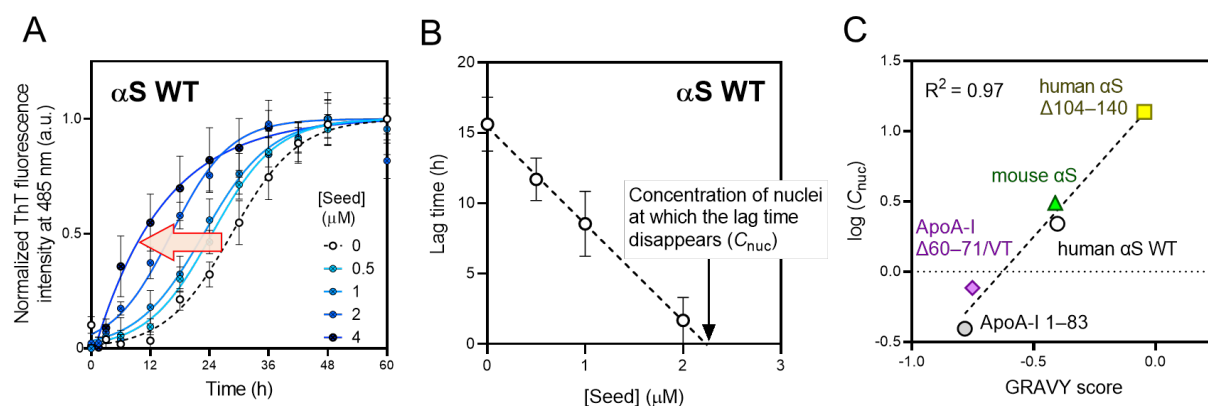 A
αS WT
Normalized ThT fluorescence
intensity at 485 nm (a.u.)
1.0
0.5
0
[Seed]
(μM)
0
0.5
1
2
4
0
12
24
36
48
60
Time (h)
B
αS WT
Lag time (h)
20
15
10
5
0
Concentration of nuclei
at which the lag time
disappears (Cnuc)
0
1
2
3
[Seed] (μM)
C
log (Cnuc)
1.5
1.0
0.5
0.0
-0.5
R² = 0.97
human αS
Δ104–140
mouse αS
ApoA-I
Δ60–71/VT
human αS WT
ApoA-I 1–83
-1.0
-0.5
0.0
GRAVY score